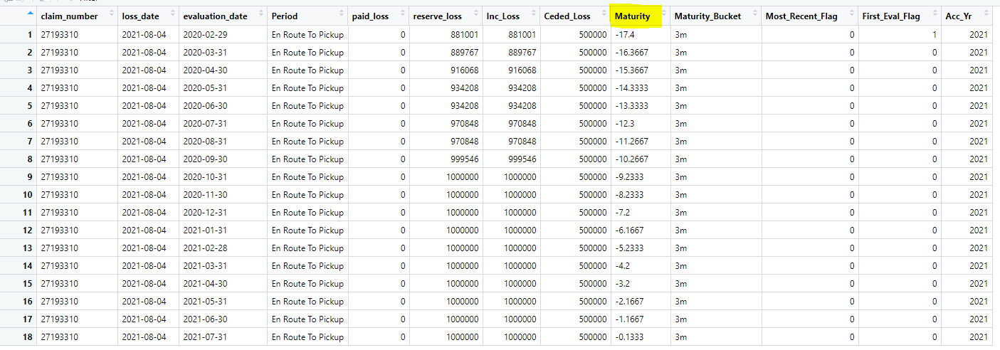 claim_number loss_date evaluation_date Period paid_loss reserve_loss Inc_Loss Ceded_Loss Maturity Maturity_Bucket Most_Recent_Flag First_Eval_Flag Acc_Yr
1 27193310 2021-08-04 2020-02-29 En Route To Pickup 0 881001 881001 500000 -17.4 3m 0 1 2021
2 27193310 2021-08-04 2020-03-31 En Route To Pickup 0 889767 889767 500000 -16.3667 3m 0 0 2021
3 27193310 2021-08-04 2020-04-30 En Route To Pickup 0 916068 916068 500000 -15.3667 3m 0 0 2021
4 27193310 2021-08-04 2020-05-31 En Route To Pickup 0 934208 934208 500000 -14.3333 3m 0 0 2021
5 27193310 2021-08-04 2020-06-30 En Route To Pickup 0 934208 934208 500000 -13.3333 3m 0 0 2021
6 27193310 2021-08-04 2020-07-31 En Route To Pickup 0 970848 970848 500000 -12.3 3m 0 0 2021
7 27193310 2021-08-04 2020-08-31 En Route To Pickup 0 970848 970848 500000 -11.2667 3m 0 0 2021
8 27193310 2021-08-04 2020-09-30 En Route To Pickup 0 999546 999546 500000 -10.2667 3m 0 0 2021
9 27193310 2021-08-04 2020-10-31 En Route To Pickup 0 1000000 1000000 500000 -9.2333 3m 0 0 2021
10 27193310 2021-08-04 2020-11-30 En Route To Pickup 0 1000000 1000000 500000 -8.2333 3m 0 0 2021
11 27193310 2021-08-04 2020-12-31 En Route To Pickup 0 1000000 1000000 500000 -7.2 3m 0 0 2021
12 27193310 2021-08-04 2021-01-31 En Route To Pickup 0 1000000 1000000 500000 -6.1667 3m 0 0 2021
13 27193310 2021-08-04 2021-02-28 En Route To Pickup 0 1000000 1000000 500000 -5.2333 3m 0 0 2021
14 27193310 2021-08-04 2021-03-31 En Route To Pickup 0 1000000 1000000 500000 -4.2 3m 0 0 2021
15 27193310 2021-08-04 2021-04-30 En Route To Pickup 0 1000000 1000000 500000 -3.2 3m 0 0 2021
16 27193310 2021-08-04 2021-05-31 En Route To Pickup 0 1000000 1000000 500000 -2.1667 3m 0 0 2021
17 27193310 2021-08-04 2021-06-30 En Route To Pickup 0 1000000 1000000 500000 -1.1667 3m 0 0 2021
18 27193310 2021-08-04 2021-07-31 En Route To Pickup 0 1000000 1000000 500000 -0.1333 3m 0 0 2021